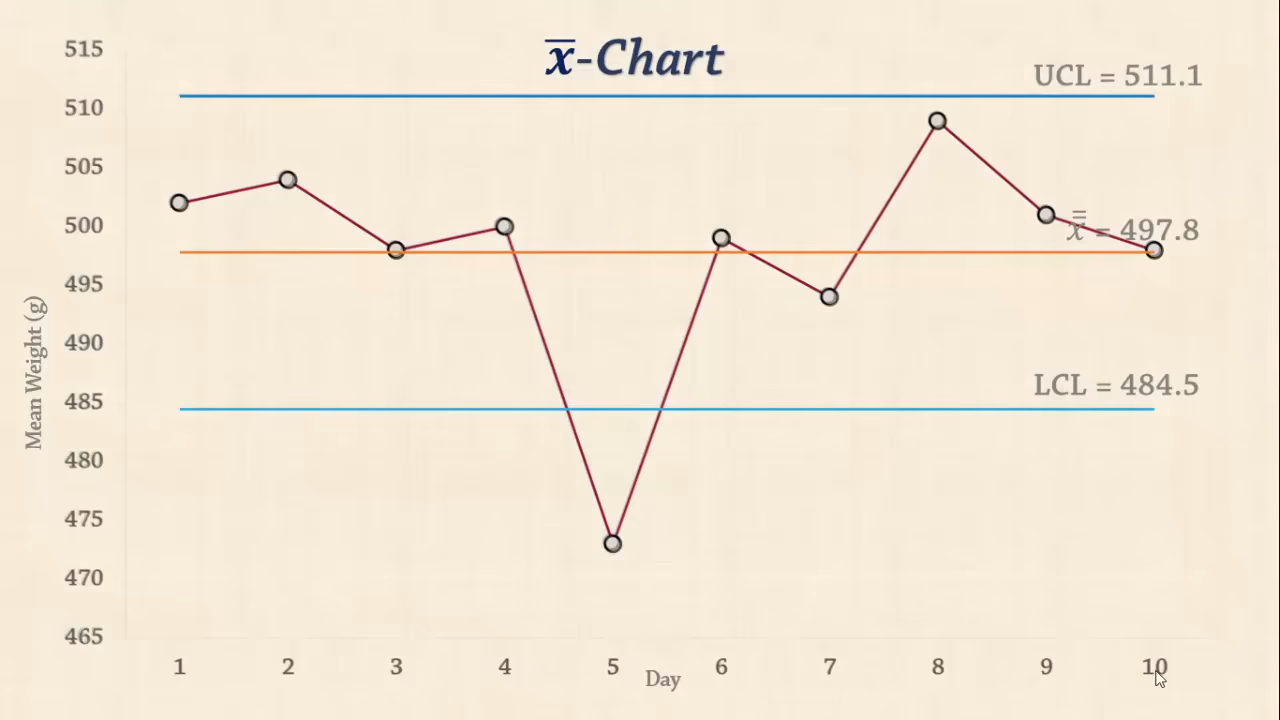 x̄-Chart
515
510
505
500
495
490
485
480
475
470
465
Mean Weight (g)
UCL = 511.1
x̿ = 497.8
LCL = 484.5
1 2 3 4 5 6 7 8 9 10
Day